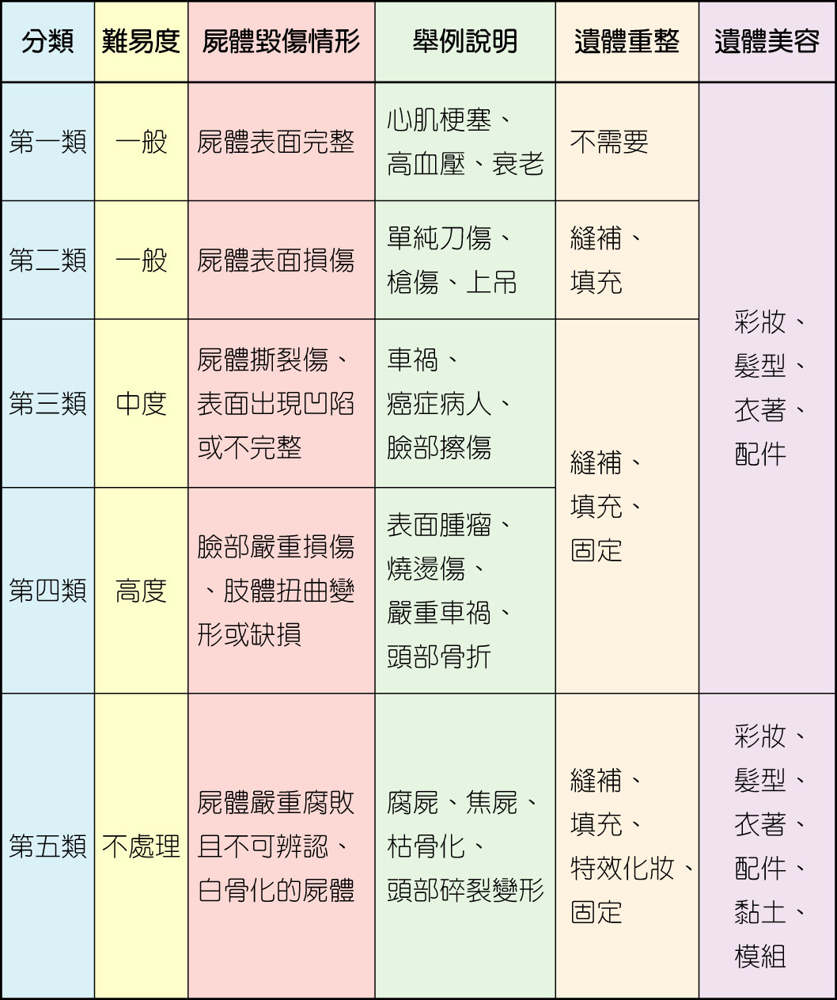 分類 難易度 屍體毀傷情形 舉例說明 遺體重整 遺體美容
第一類
一般
屍體表面完整
心肌梗塞、
高血壓、衰老
不需要
第二類
一般
屍體表面損傷
單純刀傷、
槍傷、上吊
縫補、
填充
第三類
中度
屍體撕裂傷、
表面出現凹陷
或不完整
車禍、
癌症病人、
臉部擦傷
縫補、
填充、
固定
彩妝、
髮型、
衣著、
配件
第四類
高度
臉部嚴重損傷
、肢體扭曲變
形或缺損
表面腫瘤、
燒燙傷、
嚴重車禍、
頭部骨折
第五類
不處理
屍體嚴重腐敗
且不可辨認、
白骨化的屍體
腐屍、焦屍、
枯骨化、
頭部碎裂變形
縫補、
填充、
特效化妝、
固定
彩妝、
髮型、
衣著、
配件、
黏土、
模組